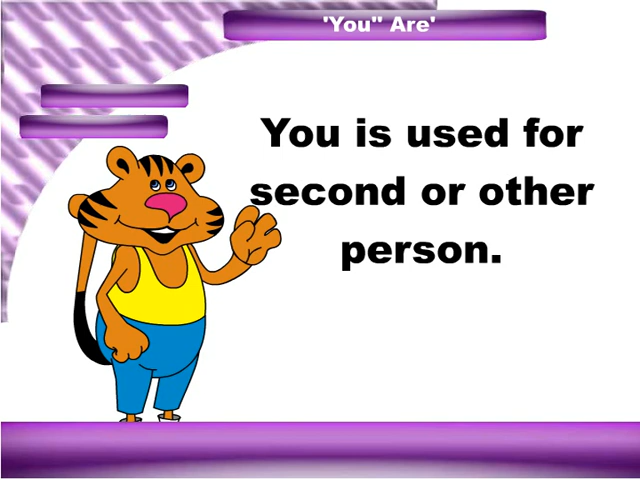 'You" Are'
You is used for
second or other
person.